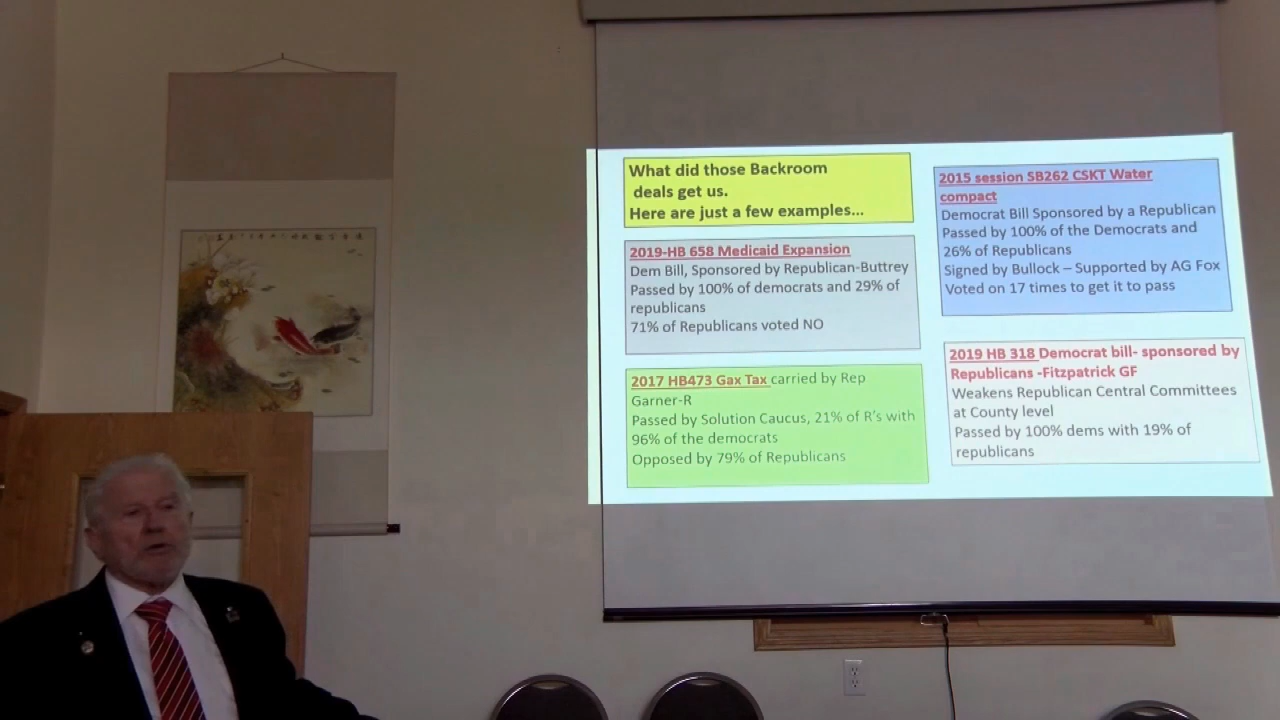 What did those Backroom
deals get us.
Here are just a few examples...
2019-HB 658 Medicaid Expansion
Dem Bill, Sponsored by Republican-Buttrey
Passed by 100% of democrats and 29% of
republicans
71% of Republicans voted NO
2017 HB473 Gax Tax carried by Rep
Garner-R
Passed by Solution Caucus, 21% of R's with
96% of the democrats
Opposed by 79% of Republicans
2015 session SB262 CSKT Water
compact
Democrat Bill Sponsored by a Republican
Passed by 100% of the Democrats and
26% of Republicans
Signed by Bullock – Supported by AG Fox
Voted on 17 times to get it to pass
2019 HB 318 Democrat bill- sponsored by
Republicans -Fitzpatrick GF
Weakens Republican Central Committees
at County level
Passed by 100% dems with 19% of
republicans